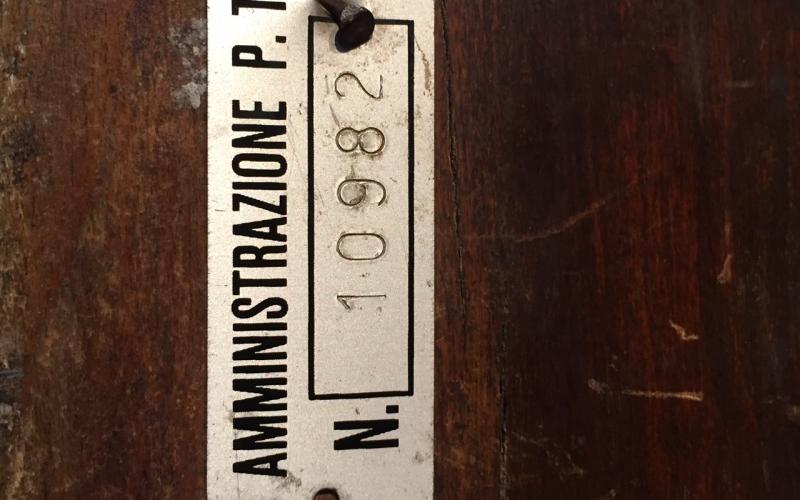 AMMINISTRAZIONE P. T
N. 10982